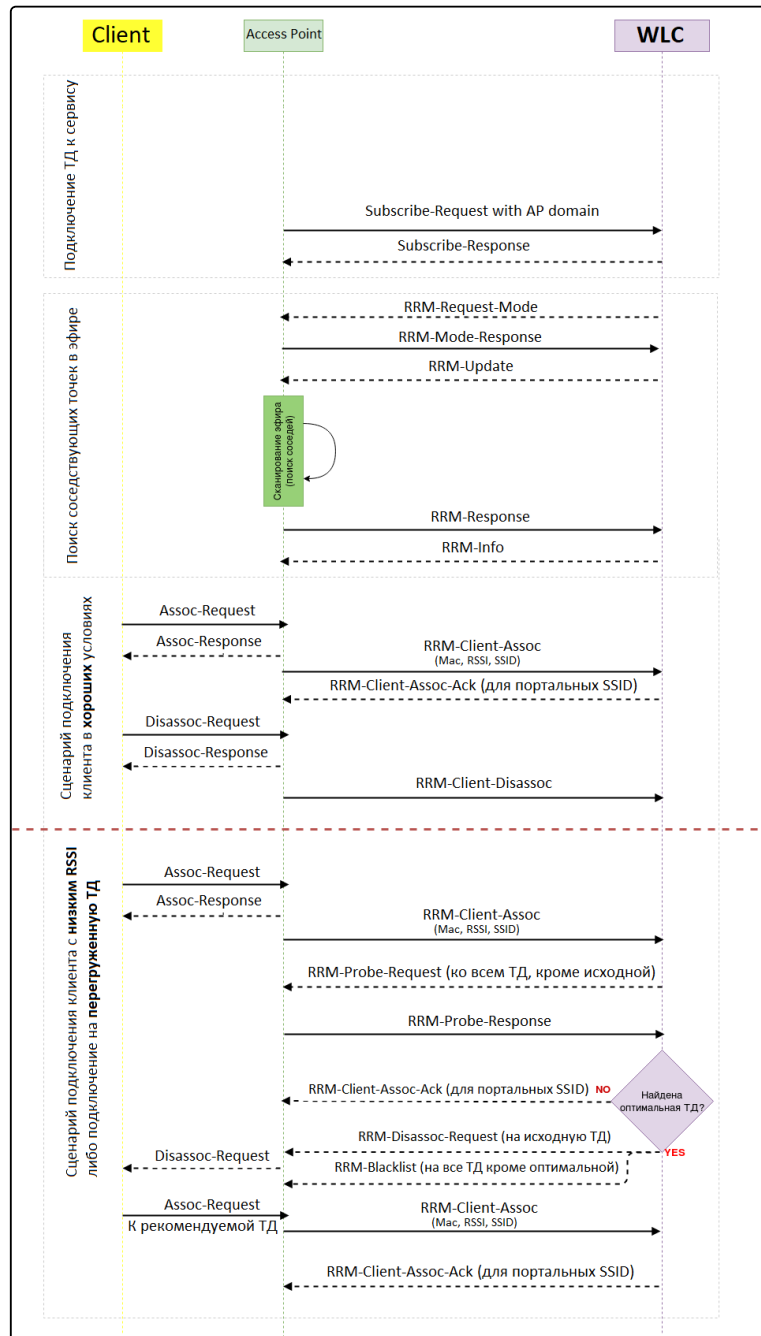 Client
Access Point
WLC
Подключение ТД к сервису
Subscribe-Request with AP domain
Subscribe-Response
Поиск соседствующих точек в эфире
RRM-Request-Mode
RRM-Mode-Response
RRM-Update
Сканирование эфира
(поиск соседей)
RRM-Response
RRM-Info
Сценарий подключения
клиента в хороших условиях
Assoc-Request
Assoc-Response
RRM-Client-Assoc
(Mac, RSSI, SSID)
RRM-Client-Assoc-Ack (для портальных SSID)
Disassoc-Request
Disassoc-Response
RRM-Client-Disassoc
Сценарий подключения клиента с низким RSSI
либо подключение на перегруженную ТД
Assoc-Request
Assoc-Response
RRM-Client-Assoc
(Mac, RSSI, SSID)
RRM-Probe-Request (ко всем ТД, кроме исходной)
RRM-Probe-Response
RRM-Client-Assoc-Ack (для портальных SSID)
NO
Найдена
оптимальная ТД?
RRM-Disassoc-Request (на исходную ТД)
YES
Disassoc-Request
RRM-Blacklist (на все ТД кроме оптимальной)
Assoc-Request
К рекомендуемой ТД
RRM-Client-Assoc
(Mac, RSSI, SSID)
RRM-Client-Assoc-Ack (для портальных SSID)